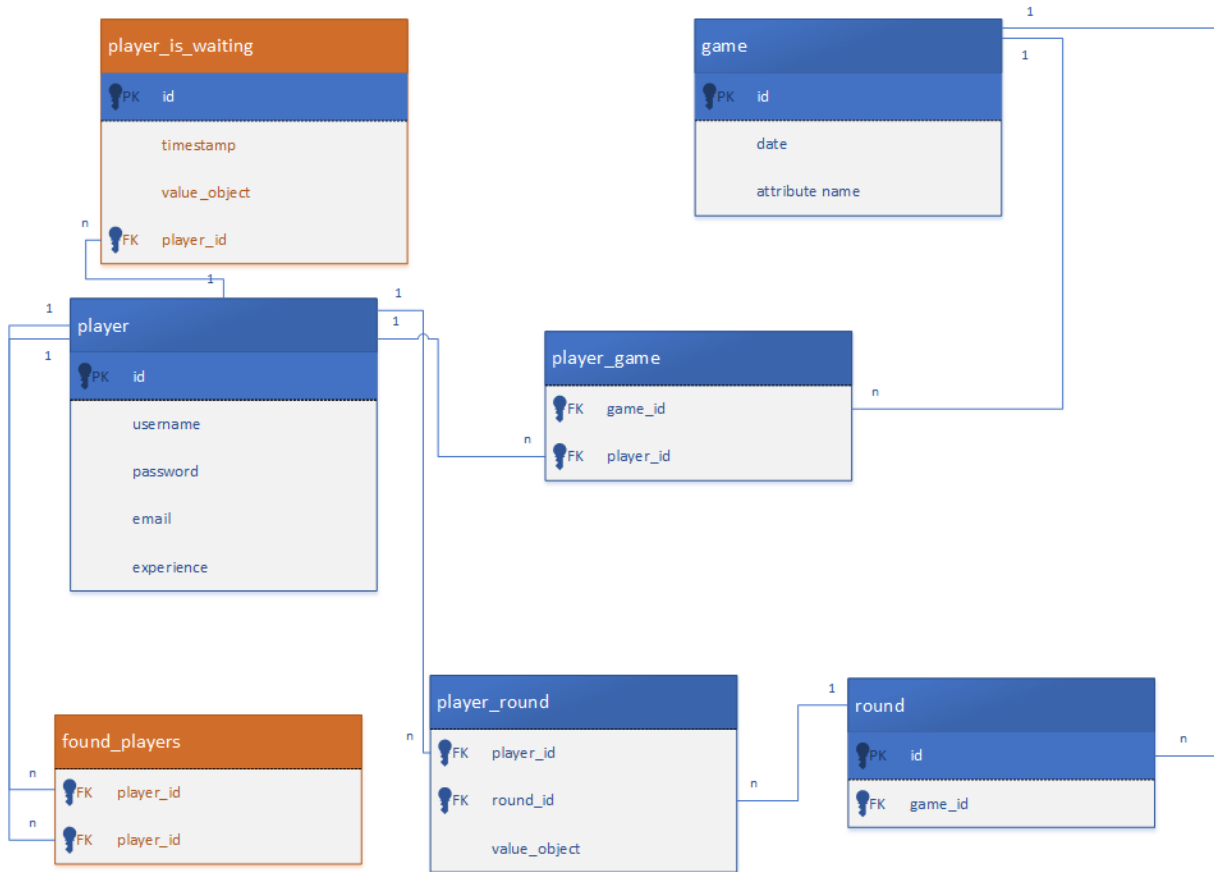 player_is_waiting
PK id
timestamp
value_object
FK player_id
n
1
game
PK id
date
attribute name
1
1
player
PK id
username
password
email
experience
1
1
1
1
player_game
FK game_id
FK player_id
n
n
found_players
FK player_id
FK player_id
n
n
player_round
FK player_id
FK round_id
value_object
n
n
round
PK id
FK game_id
1
n